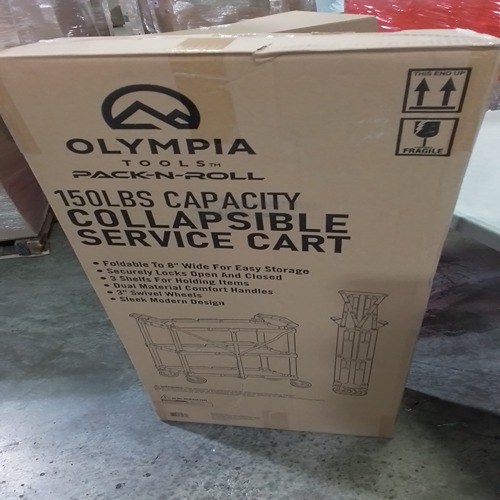 THIS END UP
FRAGILE
OLYMPIA
TOOLS™
PACK-N-ROLL
150LBS CAPACITY
COLLAPSIBLE
SERVICE CART
• Foldable To 8" Wide For Easy Storage
• Securely Locks Open And Closed
• 3 Shelfs For Holding Items
• Dual Material Comfort Handles
• 3" Swivel Wheels
• Sleek Modern Design